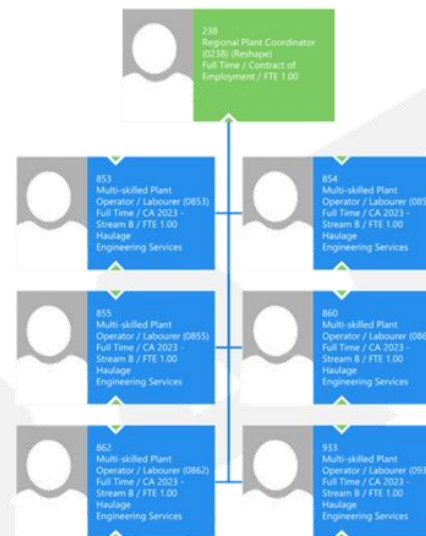 238
Regional Plant Coordinator
(0238) (Reshape)
Full Time / Contract of
Employment / FTE 1.00
853
Multi-skilled Plant
Operator / Labourer (0853)
Full Time / CA 2023 -
Stream B / FTE 1.00
Haulage
Engineering Services
854
Multi-skilled Plant
Operator / Labourer (085
Full Time / CA 2023 -
Stream B / FTE 1.00
Haulage
Engineering Services
855
Multi-skilled Plant
Operator / Labourer (0855)
Full Time / CA 2023 -
Stream B / FTE 1.00
Haulage
Engineering Services
860
Multi-skilled Plant
Operator / Labourer (086
Full Time / CA 2023 -
Stream B / FTE 1.00
Haulage
Engineering Services
862
Multi-skilled Plant
Operator / Labourer (0862)
Full Time / CA 2023 -
Stream B / FTE 1.00
Haulage
Engineering Services
933
Multi-skilled Plant
Operator / Labourer (093
Full Time / CA 2023 -
Stream B / FTE 1.00
Haulage
Engineering Services